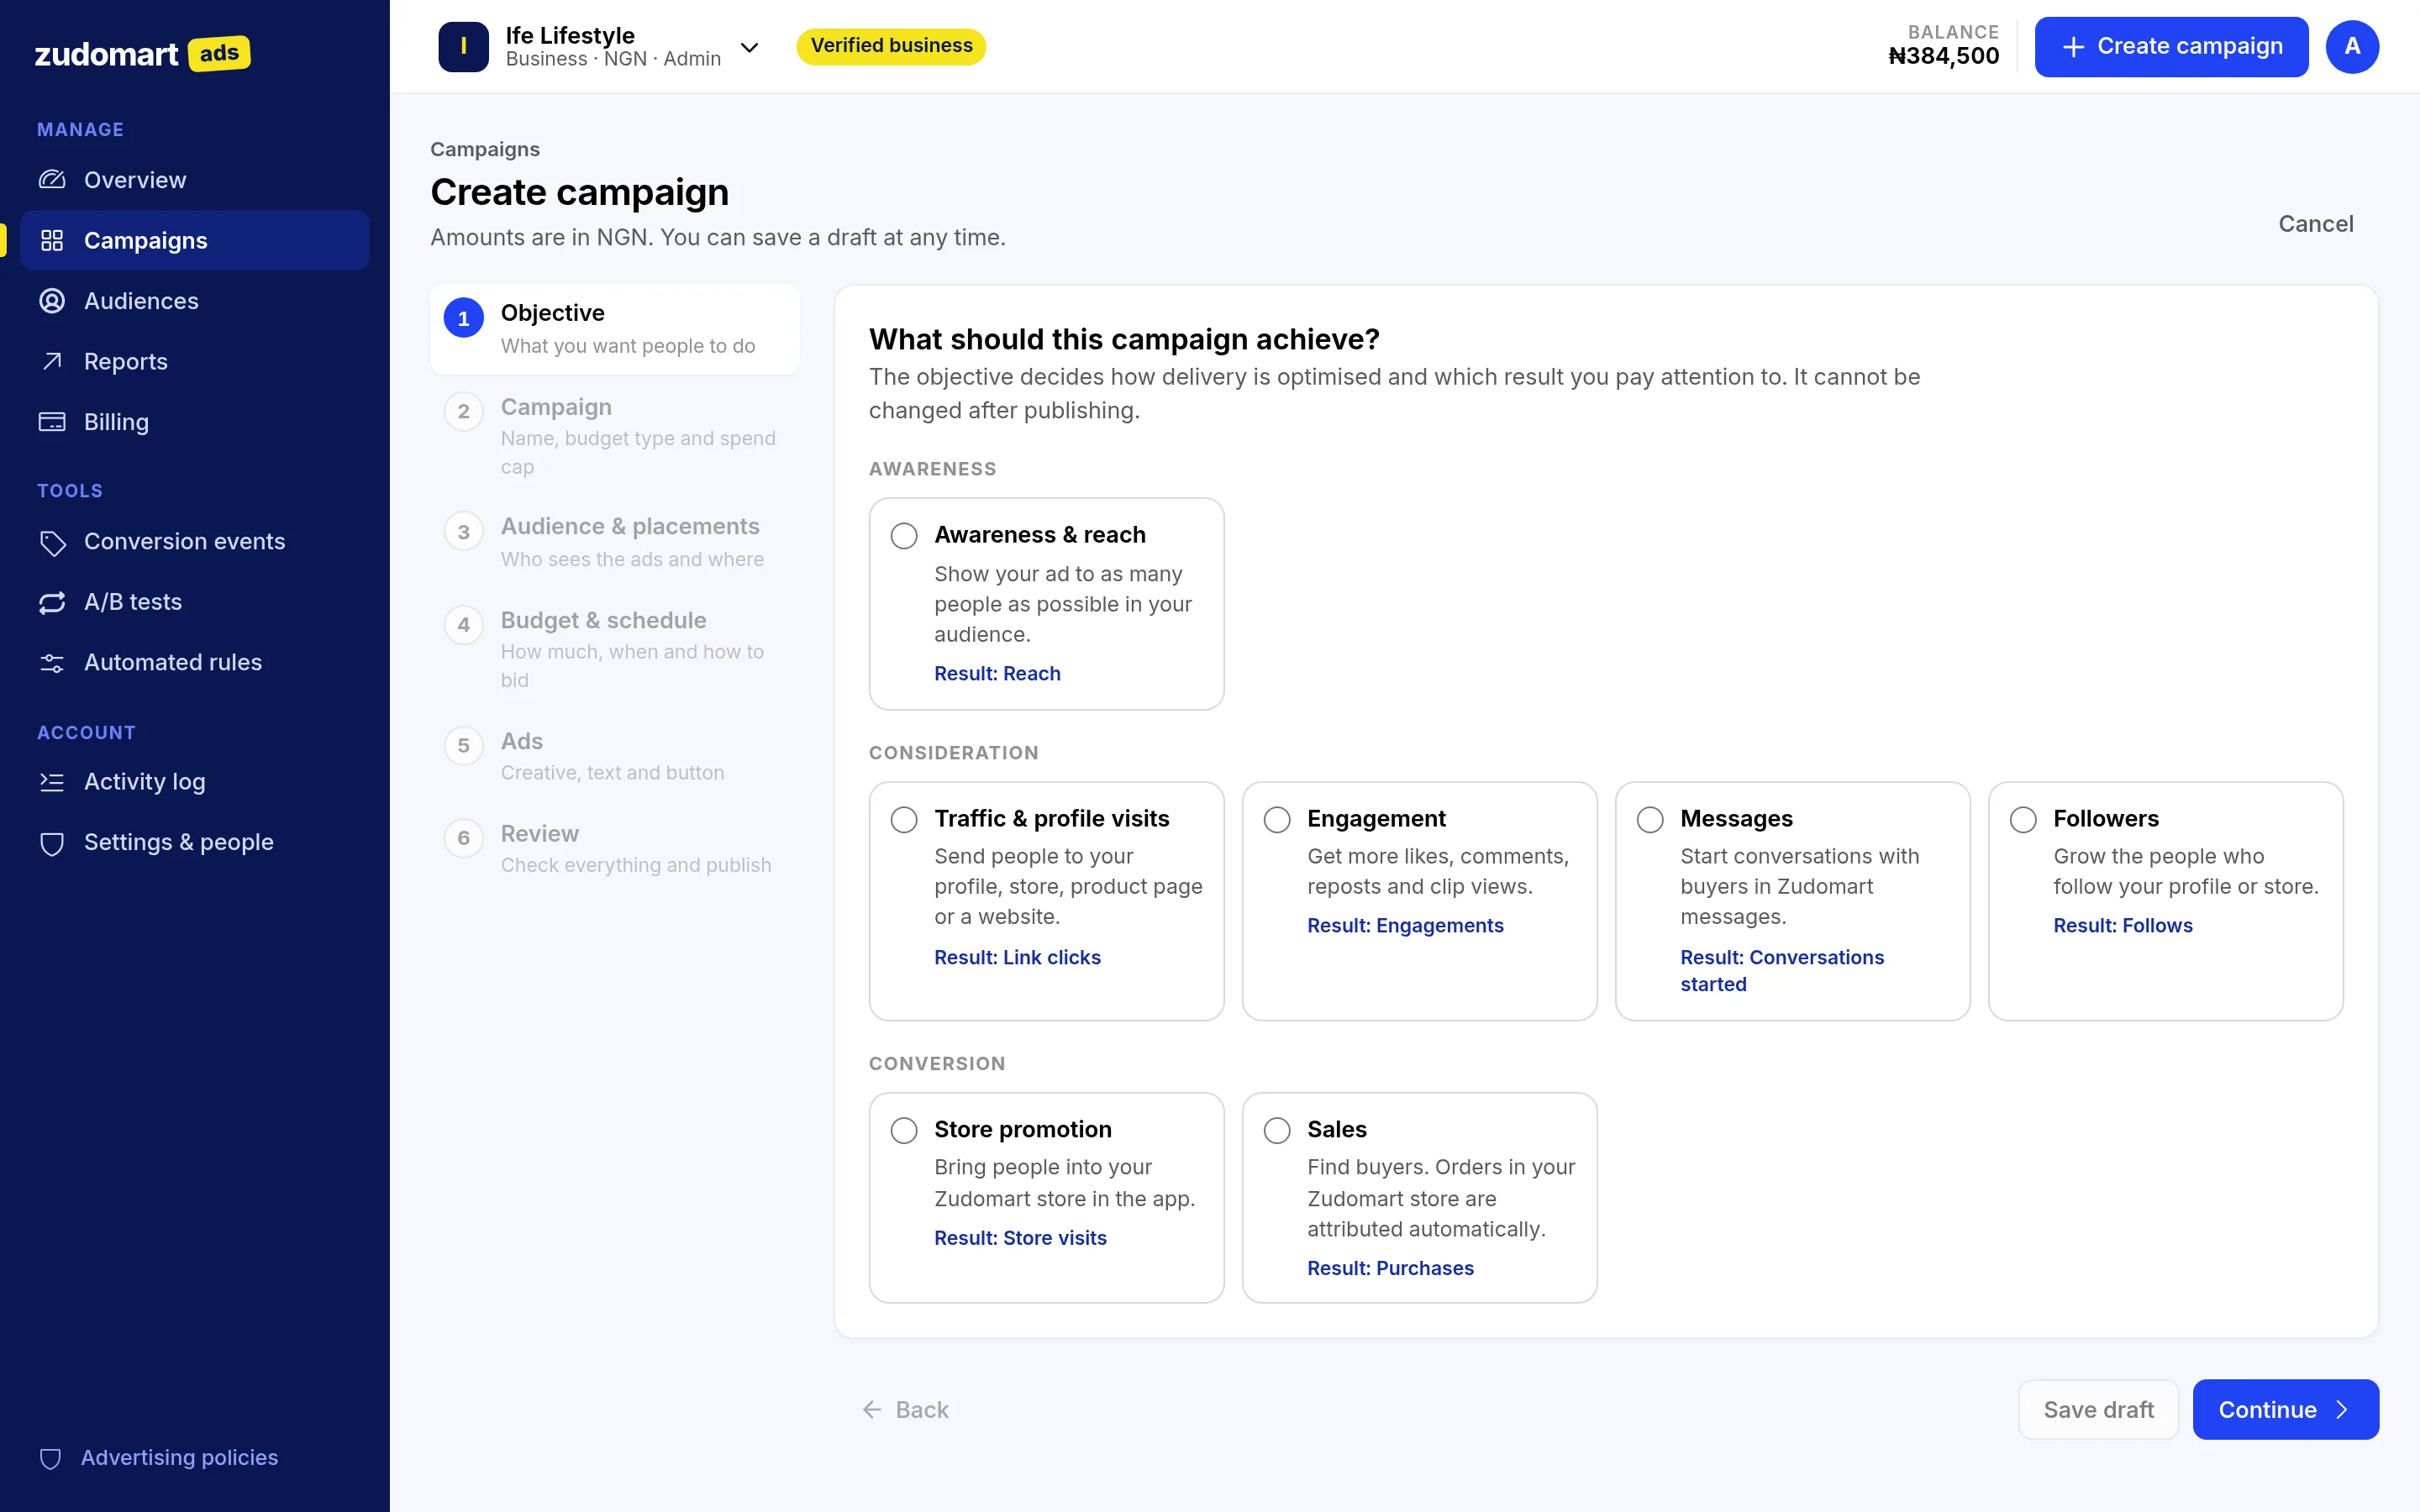 zudomart ads
MANAGE
Overview
Campaigns
Audiences
Reports
Billing
TOOLS
Conversion events
A/B tests
Automated rules
ACCOUNT
Activity log
Settings & people
Advertising policies
I
Ife Lifestyle
Business · NGN · Admin
Verified business
BALANCE
₦384,500
Create campaign
A
Campaigns
Create campaign
Amounts are in NGN. You can save a draft at any time.
Cancel
1
Objective
What you want people to do
2
Campaign
Name, budget type and spend
cap
3
Audience & placements
Who sees the ads and where
4
Budget & schedule
How much, when and how to
bid
5
Ads
Creative, text and button
6
Review
Check everything and publish
What should this campaign achieve?
The objective decides how delivery is optimised and which result you pay attention to. It cannot be
changed after publishing.
AWARENESS
Awareness & reach
Show your ad to as many
people as possible in your
audience.
Result: Reach
CONSIDERATION
Traffic & profile visits
Send people to your
profile, store, product page
or a website.
Result: Link clicks
Engagement
Get more likes, comments,
reposts and clip views.
Result: Engagements
Messages
Start conversations with
buyers in Zudomart
messages.
Result: Conversations
started
Followers
Grow the people who
follow your profile or store.
Result: Follows
CONVERSION
Store promotion
Bring people into your
Zudomart store in the app.
Result: Store visits
Sales
Find buyers. Orders in your
Zudomart store are
attributed automatically.
Result: Purchases
Back
Save draft
Continue